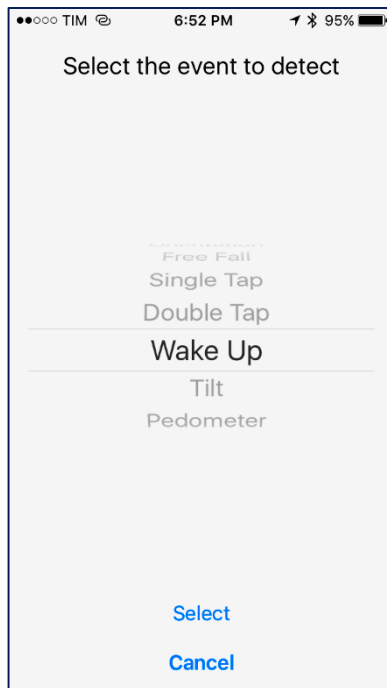 TIM 6:52 PM 95%
Select the event to detect
Free Fall
Single Tap
Double Tap
Wake Up
Tilt
Pedometer
Select
Cancel